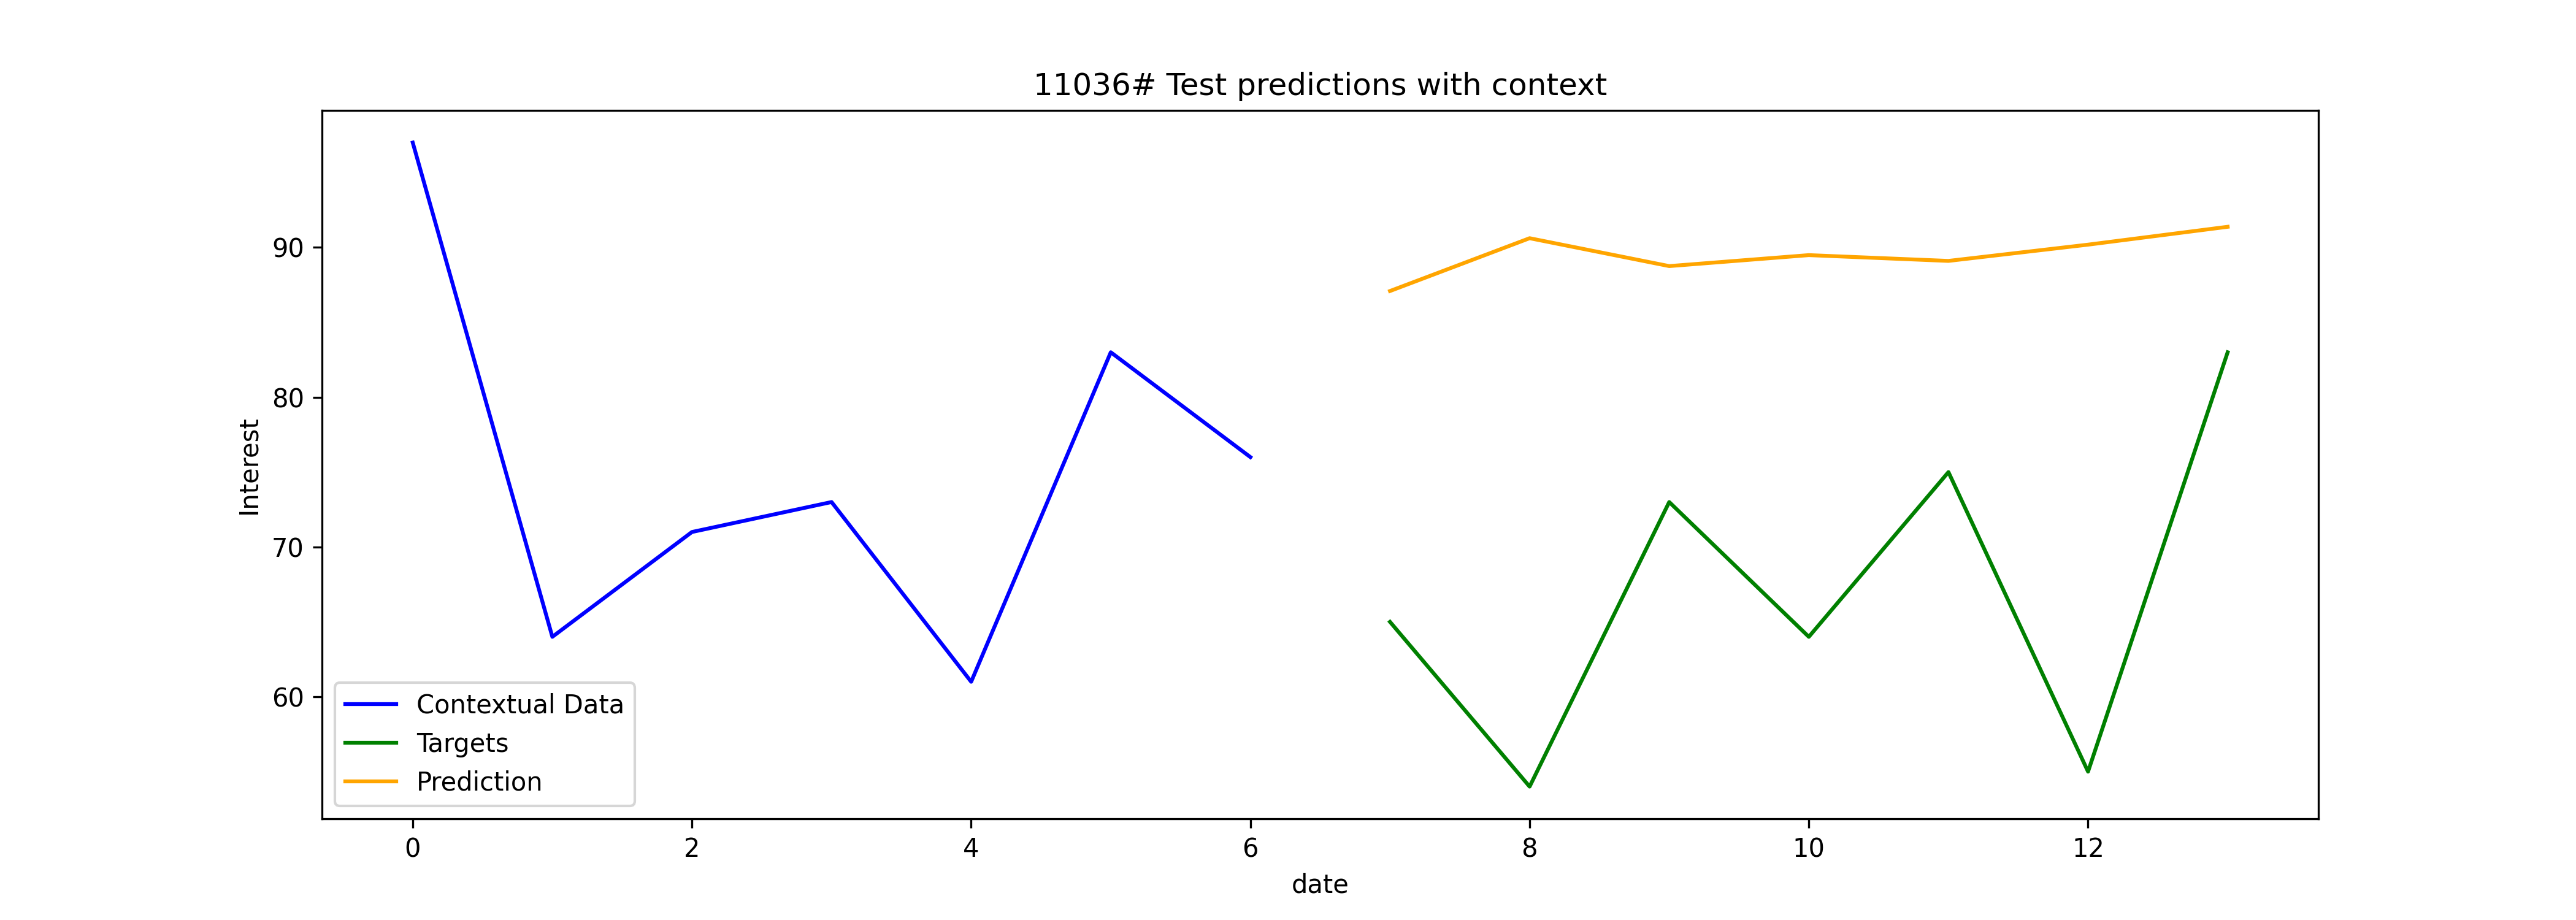 11036# Test predictions with context
Interest
90
80
70
60
Contextual Data
Targets
Prediction
0 2 4 6 8 10 12
date